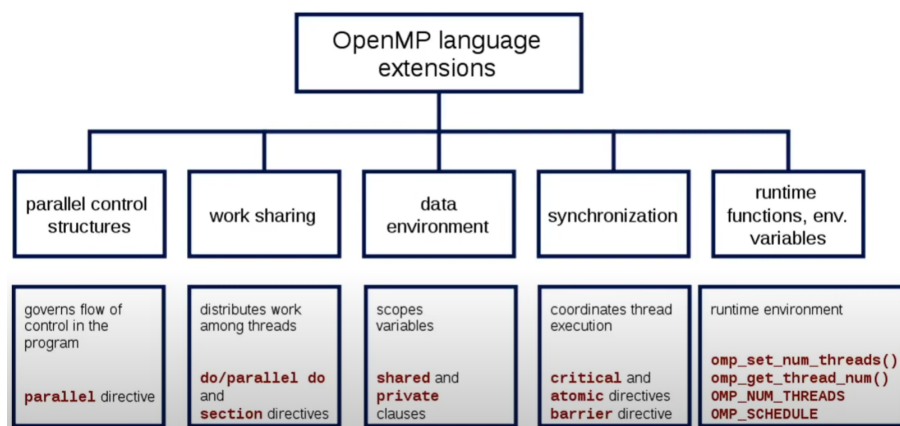 OpenMP language
extensions
parallel control
structures
work sharing
data
environment
synchronization
runtime
functions, env.
variables
governs flow of
control in the
program
parallel directive
distributes work
among threads
do/parallel do
and
section directives
scopes
variables
shared and
private
clauses
coordinates thread
execution
critical and
atomic directives
barrier directive
runtime environment
omp_set_num_threads()
omp_get_thread_num()
OMP_NUM_THREADS
OMP_SCHEDULE